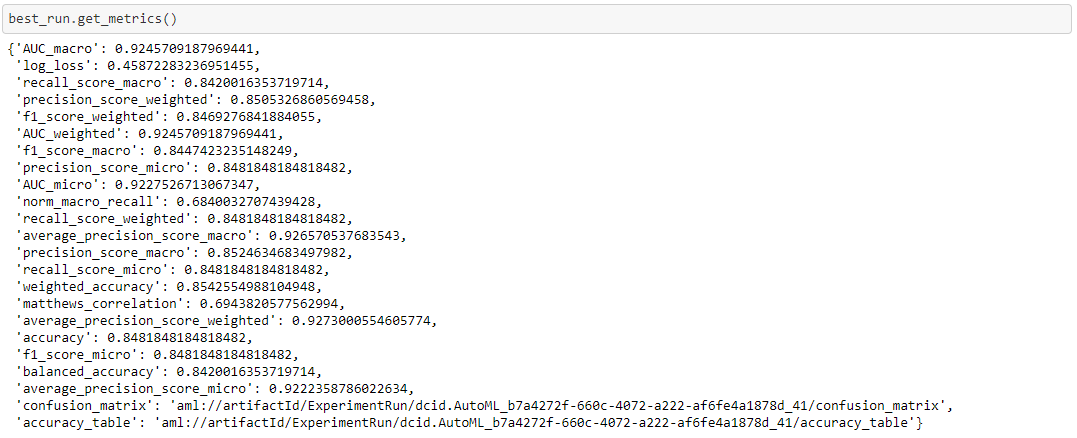 best_run.get_metrics()
{'AUC_macro': 0.9245709187969441,
'log_loss': 0.45872283236951455,
'recall_score_macro': 0.8420016353719714,
'precision_score_weighted': 0.8505326860569458,
'f1_score_weighted': 0.8469276841884055,
'AUC_weighted': 0.9245709187969441,
'f1_score_macro': 0.8447423235148249,
'precision_score_micro': 0.8481848184818482,
'AUC_micro': 0.9227526713067347,
'norm_macro_recall': 0.6840032707439428,
'recall_score_weighted': 0.8481848184818482,
'average_precision_score_macro': 0.926570537683543,
'precision_score_macro': 0.8524634683497982,
'recall_score_micro': 0.8481848184818482,
'weighted_accuracy': 0.8542554988104948,
'matthews_correlation': 0.6943820577562994,
'average_precision_score_weighted': 0.9273000554605774,
'accuracy': 0.8481848184818482,
'f1_score_micro': 0.8481848184818482,
'balanced_accuracy': 0.8420016353719714,
'average_precision_score_micro': 0.9222358786022634,
'confusion_matrix': 'aml://artifactId/ExperimentRun/dcid.AutoML_b7a4272f-660c-4072-a222-af6fe4a1878d_41/confusion_matrix',
'accuracy_table': 'aml://artifactId/ExperimentRun/dcid.AutoML_b7a4272f-660c-4072-a222-af6fe4a1878d_41/accuracy_table'}